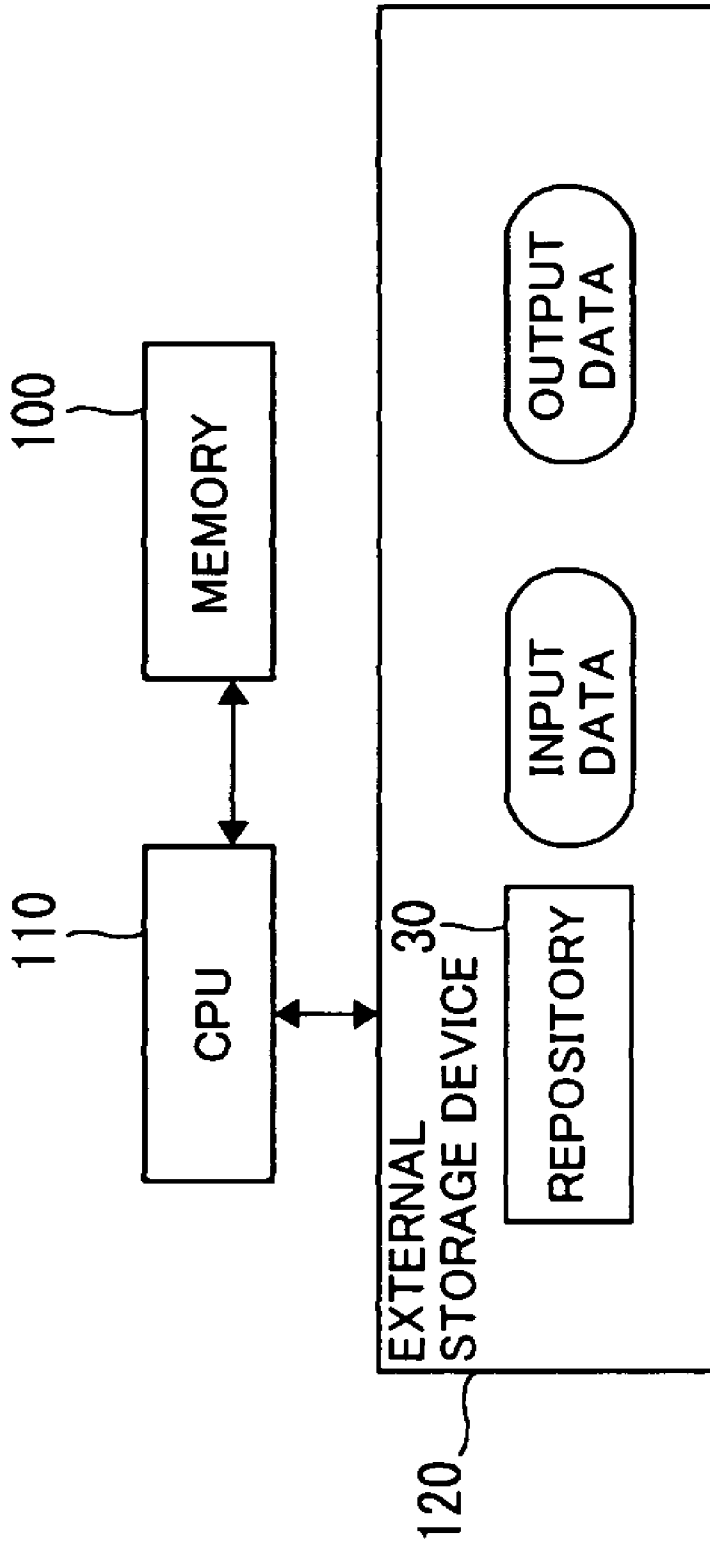 110
100
CPU
MEMORY
EXTERNAL
STORAGE DEVICE
30
REPOSITORY
INPUT
DATA
OUTPUT
DATA
120